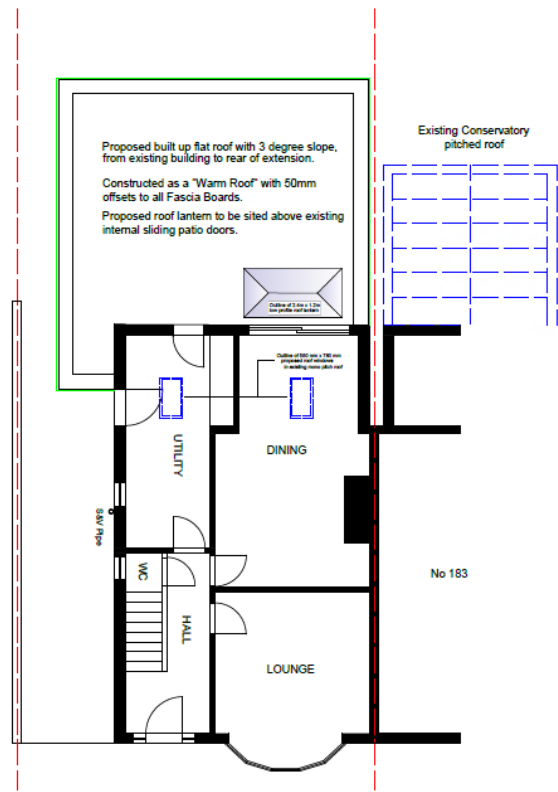 Existing Conservatory
pitched roof
Proposed built up flat roof with 3 degree slope,
from existing building to rear of extension.
Constructed as a "Warm Roof" with 50mm
offsets to all Fascia Boards.
Proposed roof lantern to be sited above existing
internal sliding patio doors.
Outline of 2.4m x 1.2m
low profile roof lantern
proposed roof windows
in existing mono pitch roof
UTILITY
DINING
S&V Pipe
WC
HALL
No 183
LOUNGE